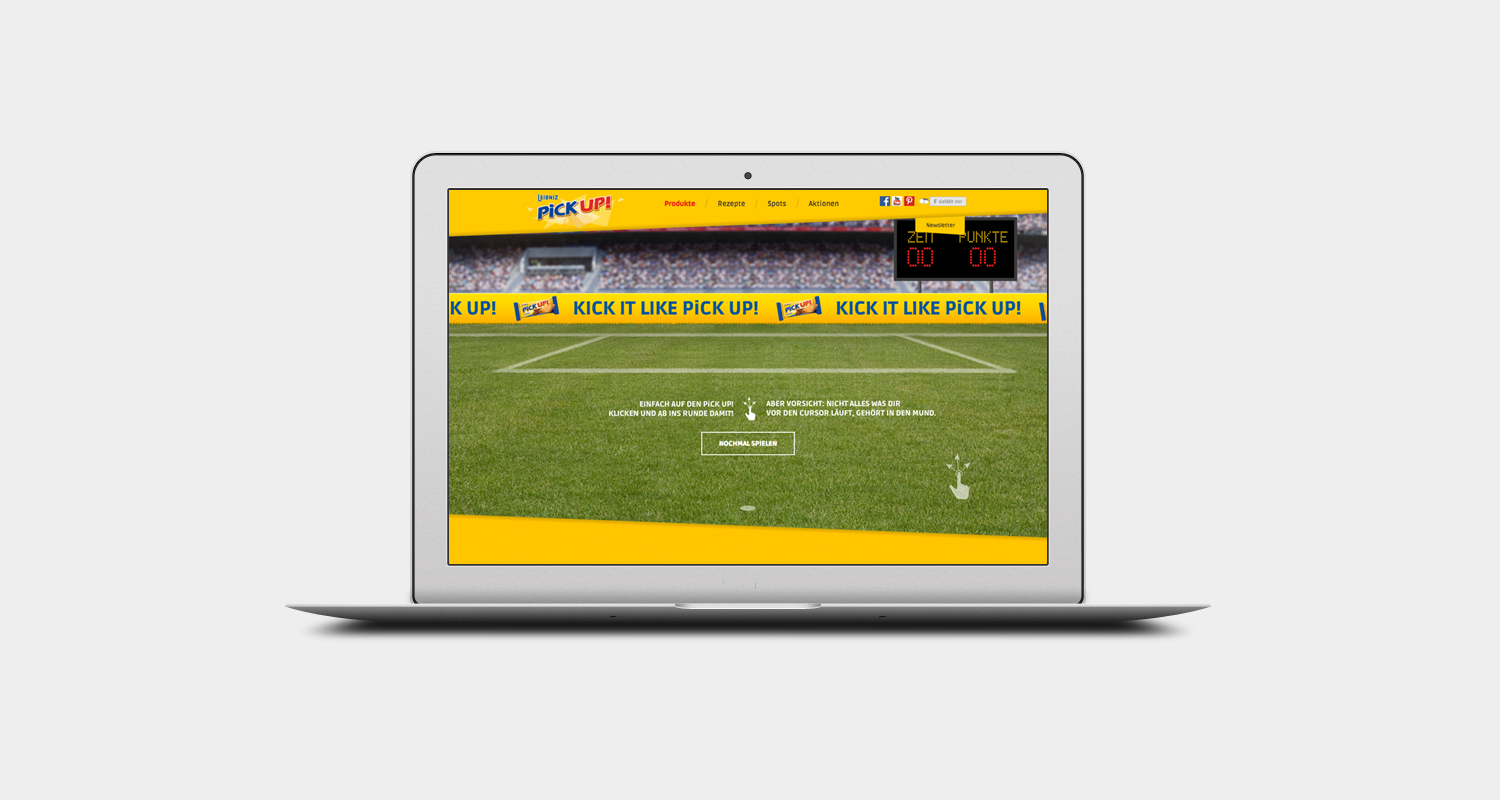 LEIBNIZ
PiCK UP!
Produkte / Rezepte / Spots / Aktionen
Gefällt mir
Newsletter
ZEIT PUNKTE
00 00
K UP! PiCK UP! KICK IT LIKE PiCK UP! PiCK UP! KICK IT LIKE PiCK UP!
EINFACH AUF DEN PiCK UP!
KLICKEN UND AB INS RUNDE DAMIT!
ABER VORSICHT: NICHT ALLES WAS DIR
VOR DEN CURSOR LÄUFT, GEHÖRT IN DEN MUND.
NOCHMAL SPIELEN